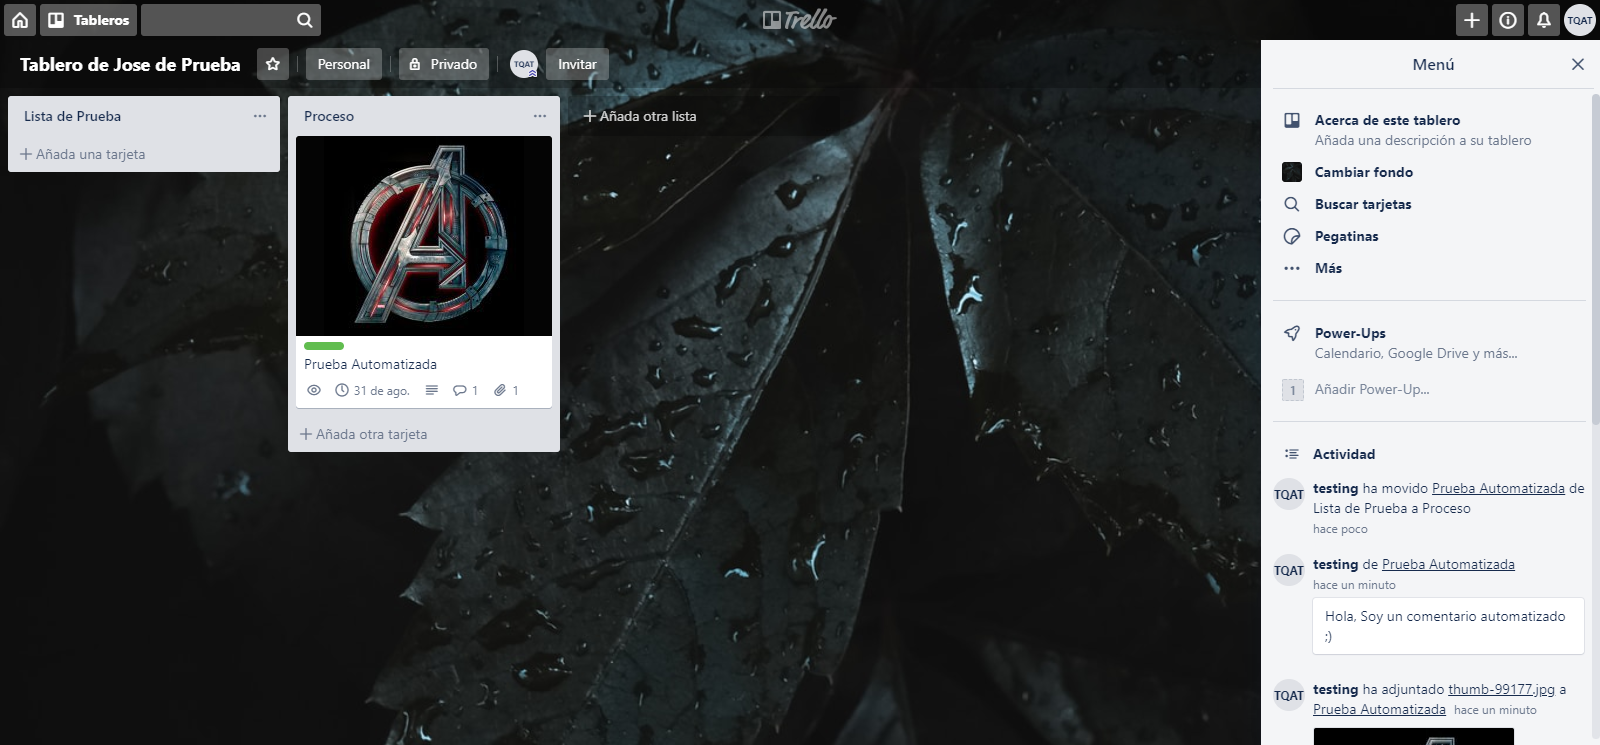 Tableros
Trello
TQAT
Tablero de Jose de Prueba
Personal
Privado
TQAT
Invitar
Lista de Prueba
Añada una tarjeta
Proceso
Prueba Automatizada
31 de ago.
1
1
Añada otra tarjeta
Añada otra lista
Menú
Acerca de este tablero
Añada una descripción a su tablero
Cambiar fondo
Buscar tarjetas
Pegatinas
Más
Power-Ups
Calendario, Google Drive y más...
1 Añadir Power-Up...
Actividad
TQAT
testing ha movido Prueba Automatizada de
Lista de Prueba a Proceso
hace poco
TQAT
testing de Prueba Automatizada
hace un minuto
Hola, Soy un comentario automatizado
;)
TQAT
testing ha adjuntado thumb-99177.jpg a
Prueba Automatizada hace un minuto